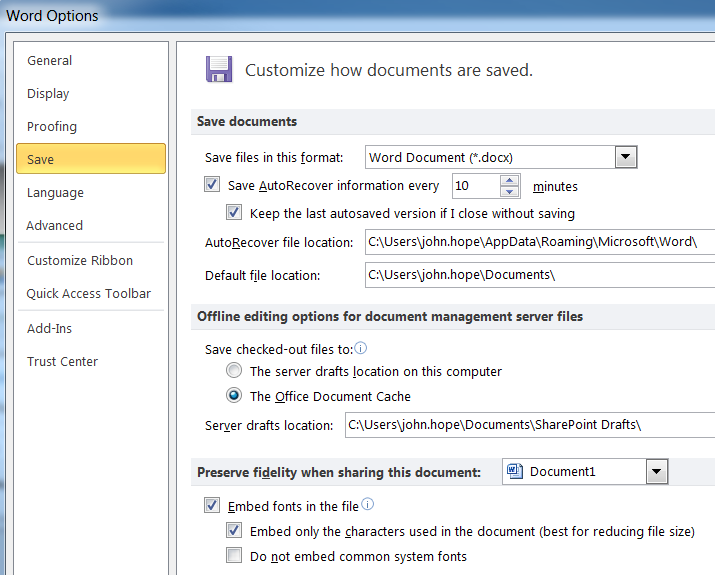 Word Options
General
Display
Proofing
Save
Language
Advanced
Customize Ribbon
Quick Access Toolbar
Add-Ins
Trust Center
Customize how documents are saved.
Save documents
Save files in this format: Word Document (*.docx)
Save AutoRecover information every 10 minutes
Keep the last autosaved version if I close without saving
AutoRecover file location: C:\Users\john.hope\AppData\Roaming\Microsoft\Word\
Default file location: C:\Users\john.hope\Documents\
Offline editing options for document management server files
Save checked-out files to:
The server drafts location on this computer
The Office Document Cache
Server drafts location: C:\Users\john.hope\Documents\SharePoint Drafts\
Preserve fidelity when sharing this document: Document1
Embed fonts in the file
Embed only the characters used in the document (best for reducing file size)
Do not embed common system fonts